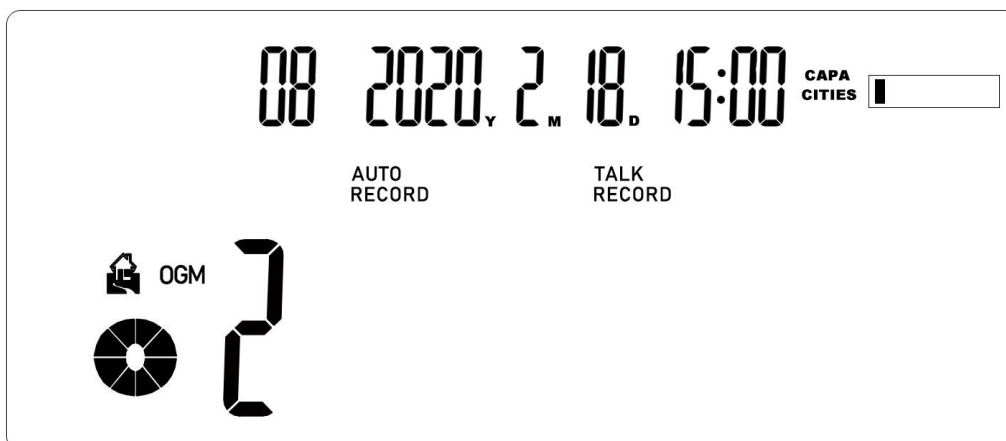 08 2020Y 2M 18D 15:00 CAPA CITIES
AUTO RECORD TALK RECORD
OGM 2